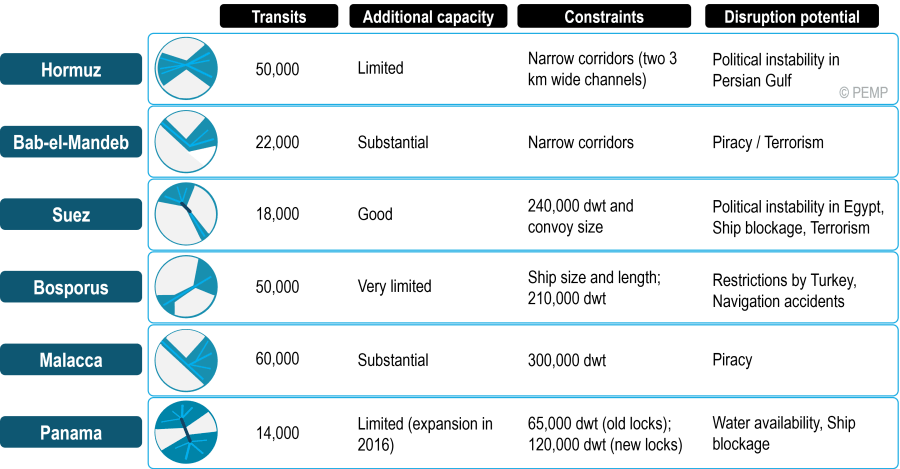 Transits Additional capacity Constraints Disruption potential
Hormuz 50,000 Limited Narrow corridors (two 3 Political instability in
km wide channels) Persian Gulf
© PEMP
Bab-el-Mandeb 22,000 Substantial Narrow corridors Piracy / Terrorism
Suez 18,000 Good 240,000 dwt and Political instability in Egypt,
convoy size Ship blockage, Terrorism
Bosporus 50,000 Very limited Ship size and length; Restrictions by Turkey,
210,000 dwt Navigation accidents
Malacca 60,000 Substantial 300,000 dwt Piracy
Panama 14,000 Limited (expansion in 65,000 dwt (old locks); Water availability, Ship
2016) 120,000 dwt (new locks) blockage